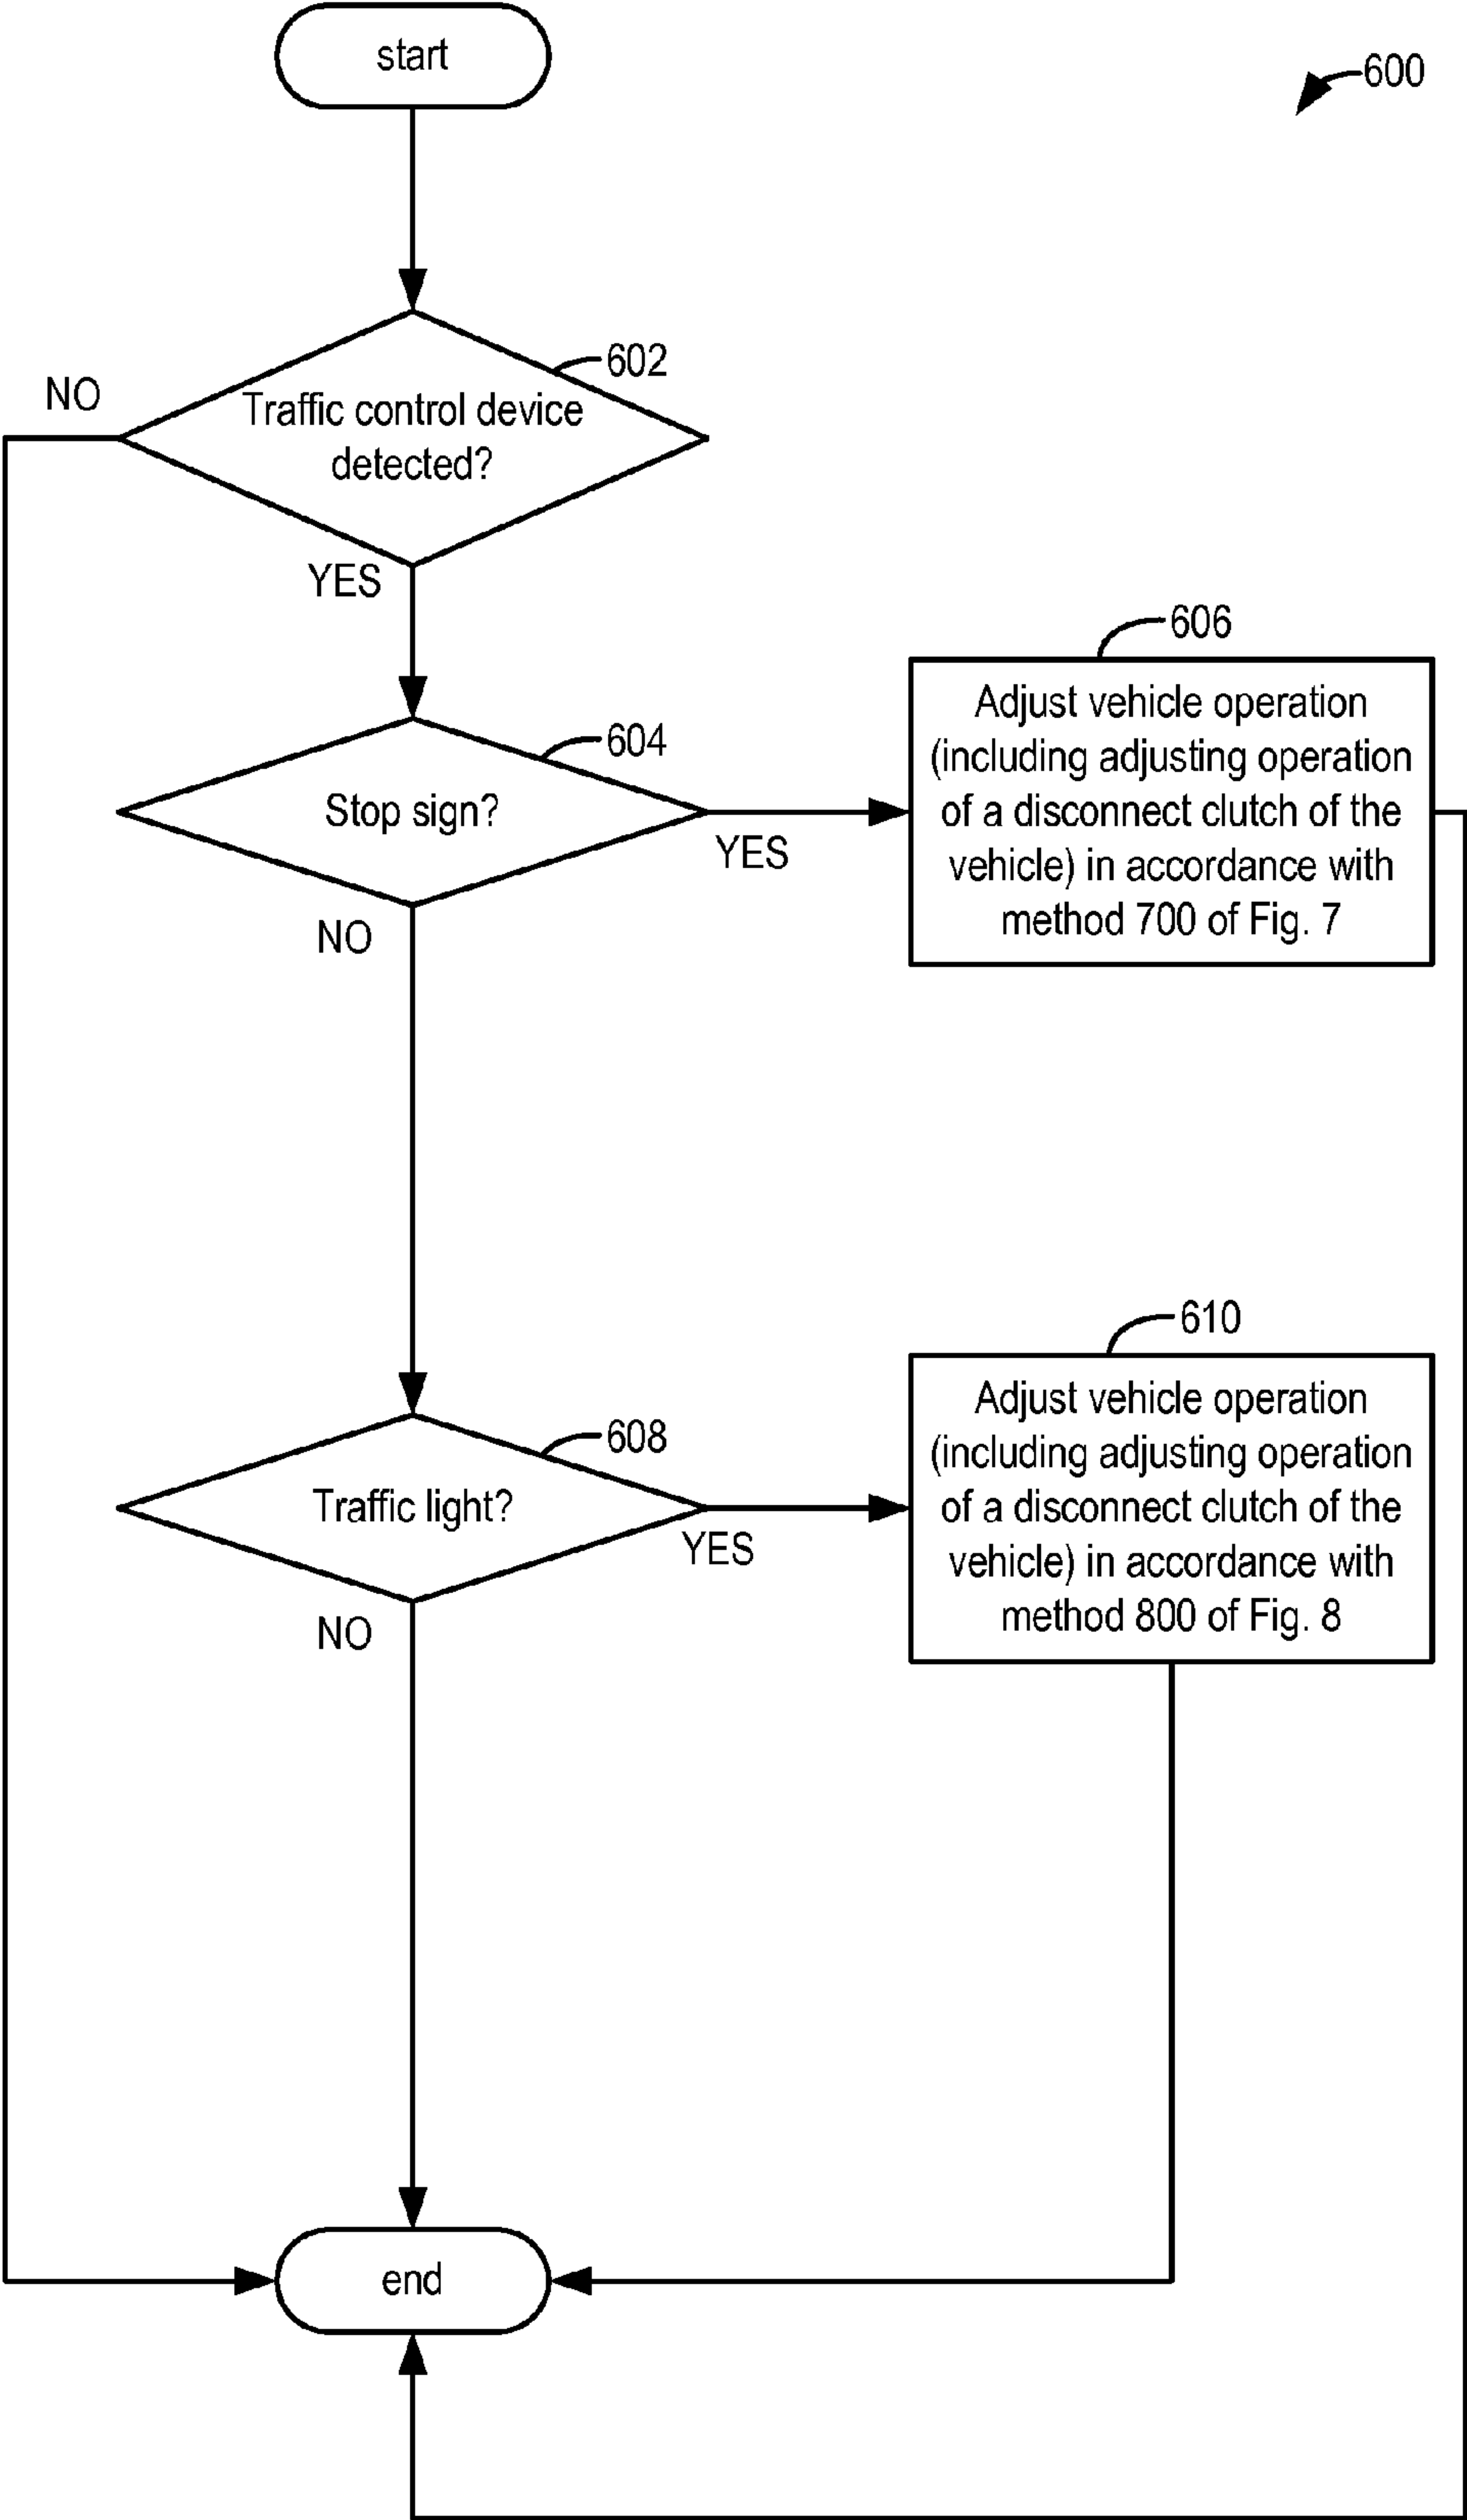 start
600
602
NO
Traffic control device
detected?
YES
606
604
Stop sign?
YES
NO
Adjust vehicle operation
(including adjusting operation
of a disconnect clutch of the
vehicle) in accordance with
method 700 of Fig. 7
610
608
Traffic light?
YES
NO
Adjust vehicle operation
(including adjusting operation
of a disconnect clutch of the
vehicle) in accordance with
method 800 of Fig. 8
end